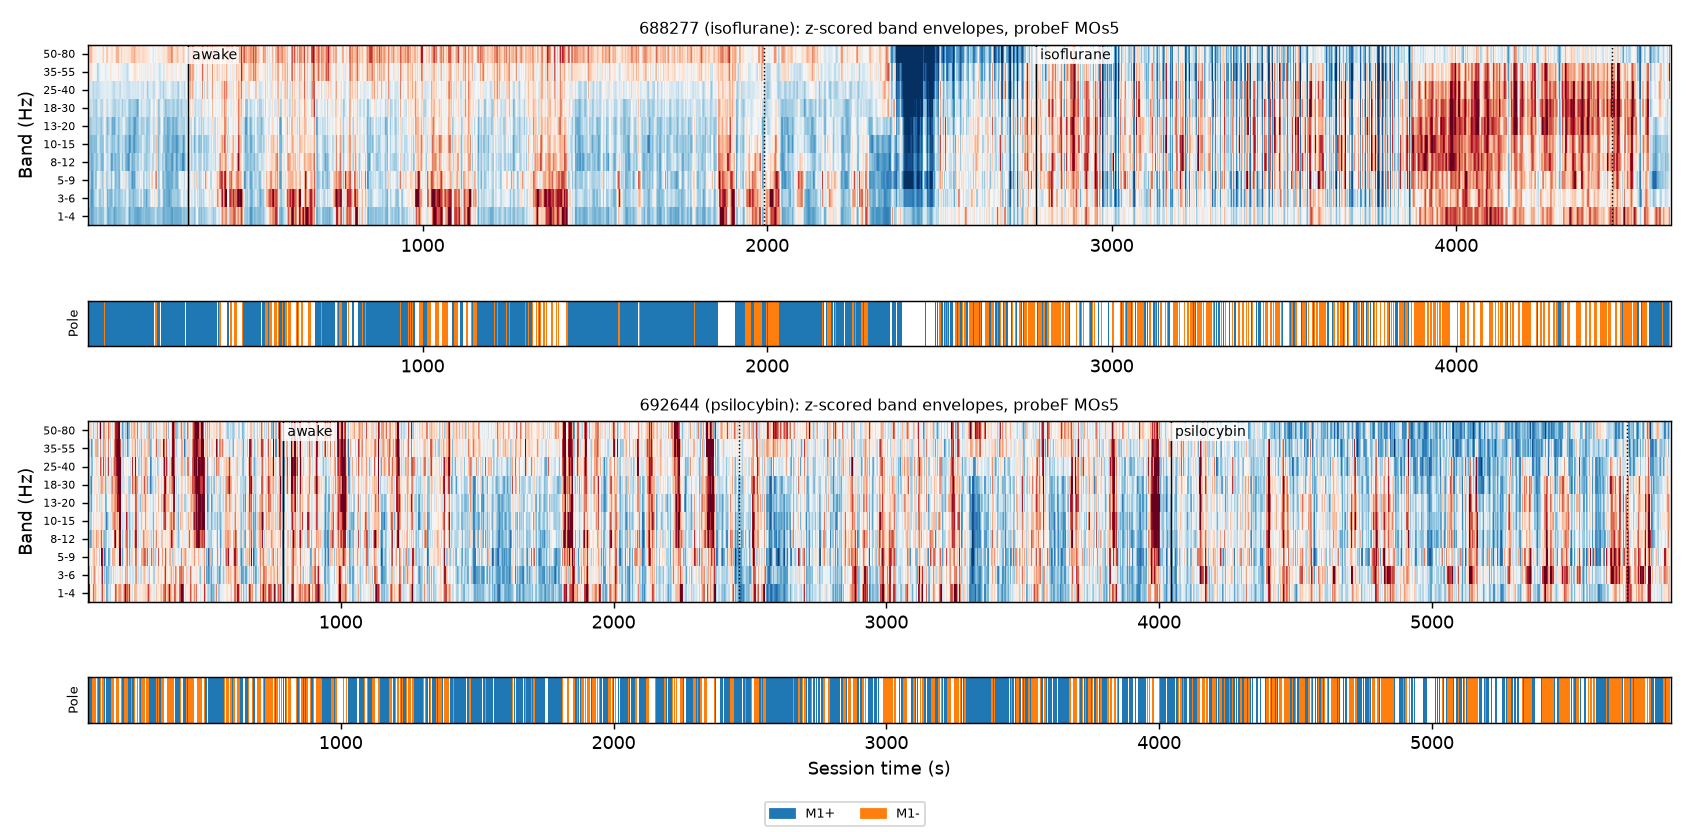 688277 (isoflurane): z-scored band envelopes, probeF MOs5
Band (Hz)
50-80
35-55
25-40
18-30
13-20
10-15
8-12
5-9
3-6
1-4
awake
isoflurane
1000 2000 3000 4000
Pole
1000 2000 3000 4000
692644 (psilocybin): z-scored band envelopes, probeF MOs5
Band (Hz)
50-80
35-55
25-40
18-30
13-20
10-15
8-12
5-9
3-6
1-4
awake
psilocybin
1000 2000 3000 4000 5000
Pole
1000 2000 3000 4000 5000
Session time (s)
M1+ M1-